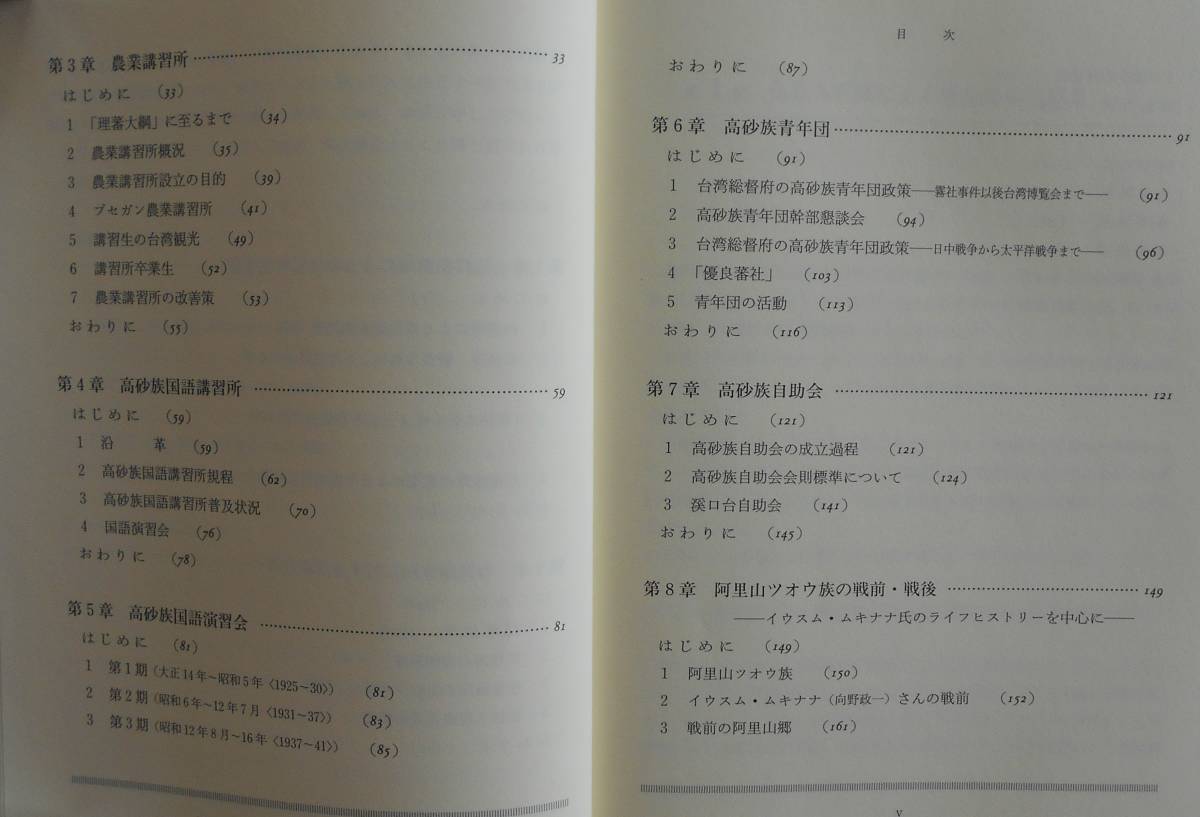 第3章 農業講習所 …… 33
はじめに (33)
1 「理蕃大綱」に至るまで (34)
2 農業講習所概況 (35)
3 農業講習所設立の目的 (39)
4 ブセガン農業講習所 (41)
5 講習生の台湾観光 (49)
6 講習所卒業生 (52)
7 農業講習所の改善策 (53)
おわりに (55)
第4章 高砂族国語講習所 …… 59
はじめに (59)
1 沿 革 (59)
2 高砂族国語講習所規程 (62)
3 高砂族国語講習所普及状況 (70)
4 国語演習会 (76)
おわりに (78)
第5章 高砂族国語演習会 …… 81
はじめに (81)
1 第1期(大正14年~昭和5年〈1925~30〉) (81)
2 第2期(昭和6年~12年7月〈1931~37〉) (83)
3 第3期(昭和12年8月~16年〈1937~41〉) (85)
目 次
おわりに (87)
第6章 高砂族青年団 …… 91
はじめに (91)
1 台湾総督府の高砂族青年団政策――霧社事件以後台湾博覧会まで―― (91)
2 高砂族青年団幹部懇談会 (94)
3 台湾総督府の高砂族青年団政策――日中戦争から太平洋戦争まで―― (96)
4 「優良蕃社」 (103)
5 青年団の活動 (113)
おわりに (116)
第7章 高砂族自助会 …… 121
はじめに (121)
1 高砂族自助会の成立過程 (121)
2 高砂族自助会会則標準について (124)
3 渓口台自助会 (141)
おわりに (145)
第8章 阿里山ツオウ族の戦前・戦後 …… 149
――イウスム・ムキナナ氏のライフヒストリーを中心に――
はじめに (149)
1 阿里山ツオウ族 (150)
2 イウスム・ムキナナ(向野政一)さんの戦前 (152)
3 戦前の阿里山郷 (161)
v